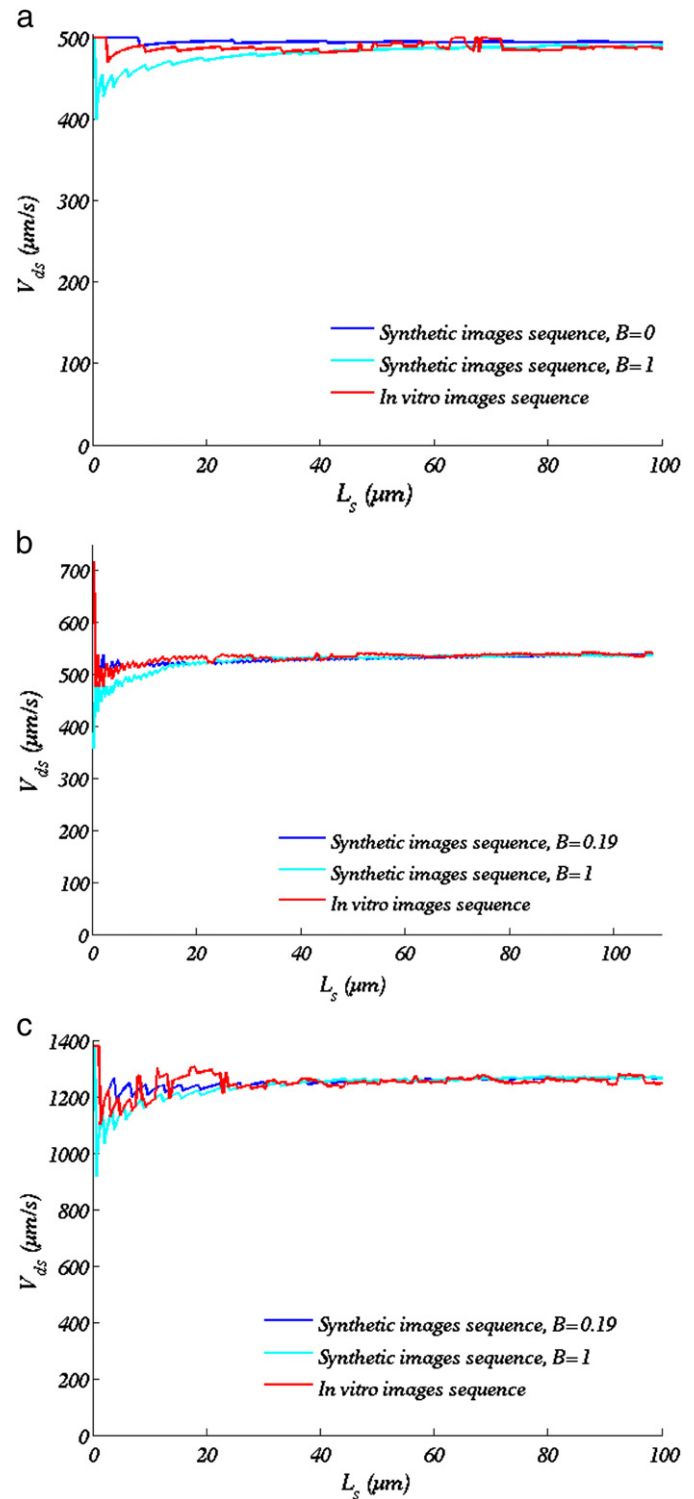 a
500
400
300
200
100
0
V_ds (μm/s)
Synthetic images sequence, B=0
Synthetic images sequence, B=1
In vitro images sequence
0 20 40 60 80 100
L_s (μm)
b
700
600
500
400
300
200
100
0
V_ds (μm/s)
Synthetic images sequence, B=0.19
Synthetic images sequence, B=1
In vitro images sequence
0 20 40 60 80 100
L_s (μm)
c
1400
1200
1000
800
600
400
200
0
V_ds (μm/s)
Synthetic images sequence, B=0.19
Synthetic images sequence, B=1
In vitro images sequence
0 20 40 60 80 100
L_s (μm)